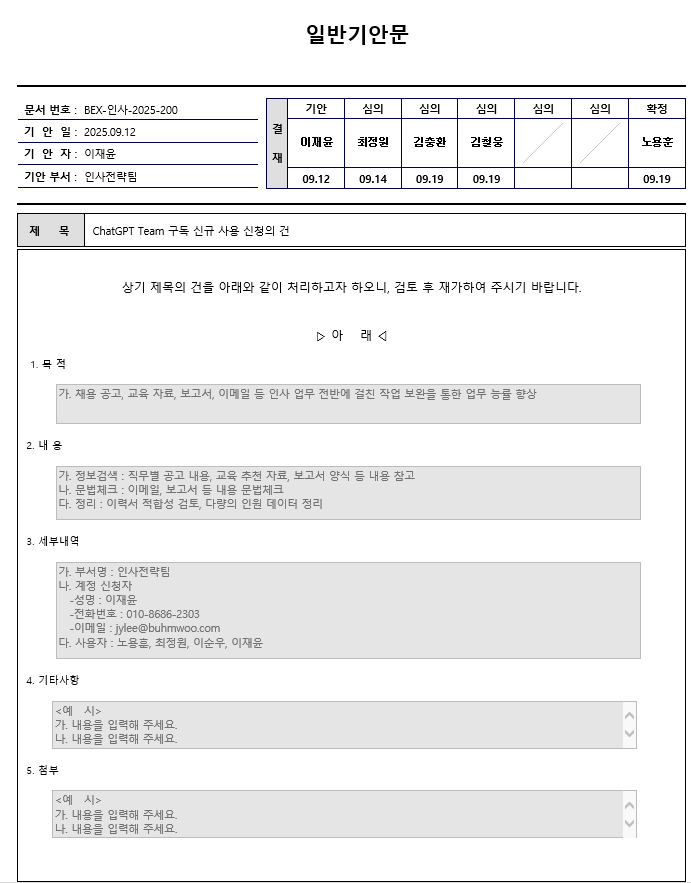 일반기안문
문서 번호 : BEX-인사-2025-200
기 안 일 : 2025.09.12
기 안 자 : 이재윤
기안 부서 : 인사전략팀
결 재
기안 심의 심의 심의 심의 심의 확정
이재윤 최정원 김충환 김철웅 노용훈
09.12 09.14 09.19 09.19 09.19
제 목 ChatGPT Team 구독 신규 사용 신청의 건
상기 제목의 건을 아래와 같이 처리하고자 하오니, 검토 후 재가하여 주시기 바랍니다.
▷ 아 래 ◁
1. 목 적
가. 채용 공고, 교육 자료, 보고서, 이메일 등 인사 업무 전반에 걸친 작업 보완을 통한 업무 능률 향상
2. 내 용
가. 정보검색 : 직무별 공고 내용, 교육 추천 자료, 보고서 양식 등 내용 참고
나. 문법체크 : 이메일, 보고서 등 내용 문법체크
다. 정리 : 이력서 적합성 검토, 다량의 인원 데이터 정리
3. 세부내역
가. 부서명 : 인사전략팀
나. 계정 신청자
-성명 : 이재윤
-전화번호 : 010-8686-2303
-이메일 : jylee@buhmwoo.com
다. 사용자 : 노용훈, 최정원, 이순우, 이재윤
4. 기타사항
<예 시>
가. 내용을 입력해 주세요.
나. 내용을 입력해 주세요.
5. 첨부
<예 시>
가. 내용을 입력해 주세요.
나. 내용을 입력해 주세요.